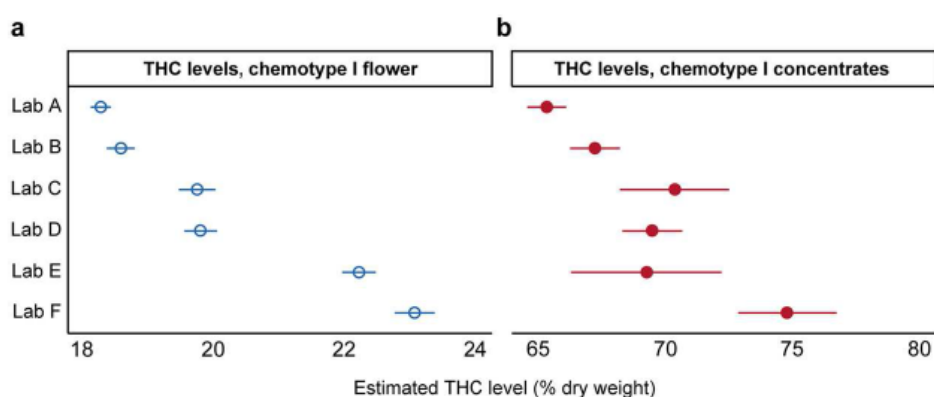 a
b
THC levels, chemotype I flower
THC levels, chemotype I concentrates
Lab A
Lab B
Lab C
Lab D
Lab E
Lab F
18 20 22 24
65 70 75 80
Estimated THC level (% dry weight)